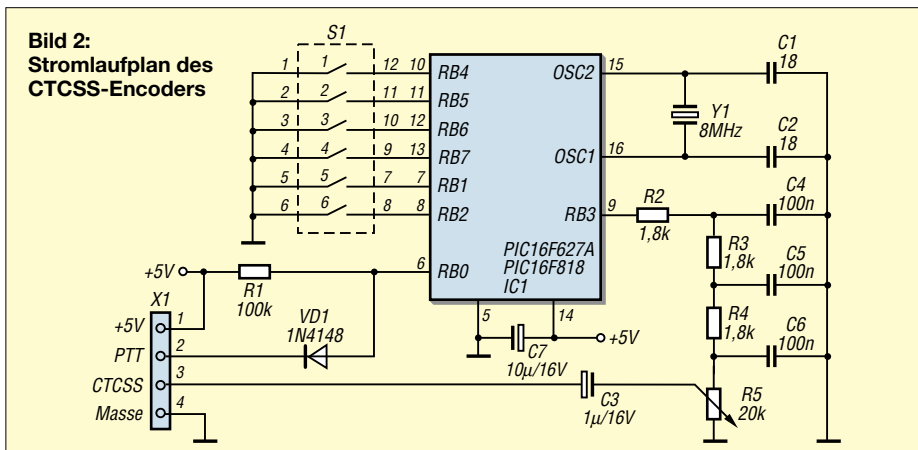 Bild 2:
Stromlaufplan des
CTCSS-Encoders
S1
1 1 12 10 RB4
2 2 11 11 RB5
3 3 10 12 RB6
4 4 9 13 RB7
5 5 7 7 RB1
6 6 8 8 RB2
OSC2 15
C1
18
Y1
8MHz
OSC1 16
C2
18
RB3 9
R2
1,8k
C4
100n
R3
1,8k
C5
100n
R4
1,8k
C6
100n
R5
20k
PIC16F627A
PIC16F818
IC1
6 RB0
+5V
R1
100k
5
14
C7
10µ/16V
+5V
VD1
1N4148
X1
+5V 1
PTT 2
CTCSS 3
Masse 4
C3
1µ/16V